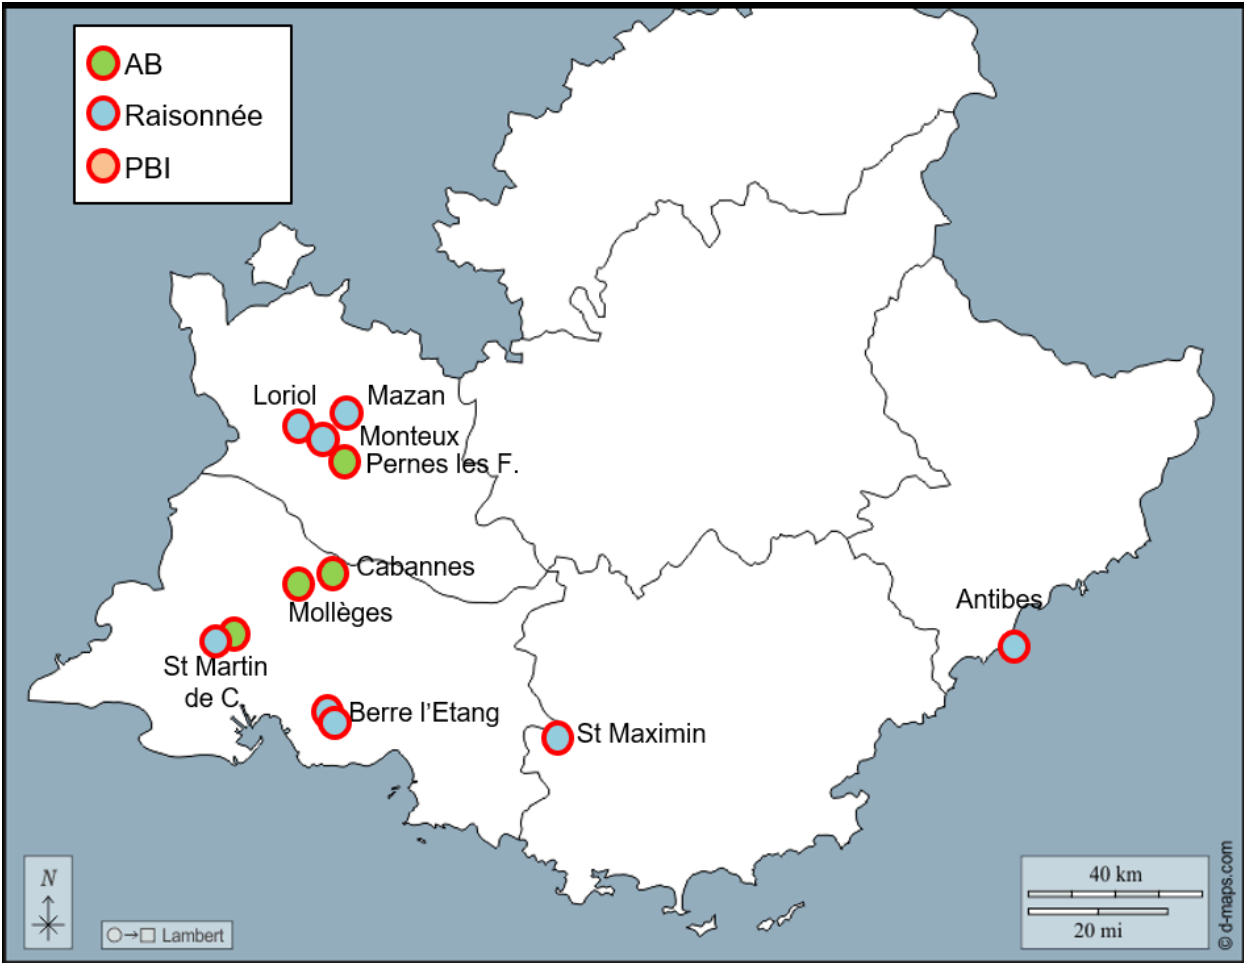 AB
Raisonnée
PBI
Loriol
Mazan
Monteux
Pernes les F.
Cabannes
Mollèges
St Martin
de C.
Berre l'Etang
St Maximin
Antibes
N
Lambert
40 km
20 mi
© d-maps.com